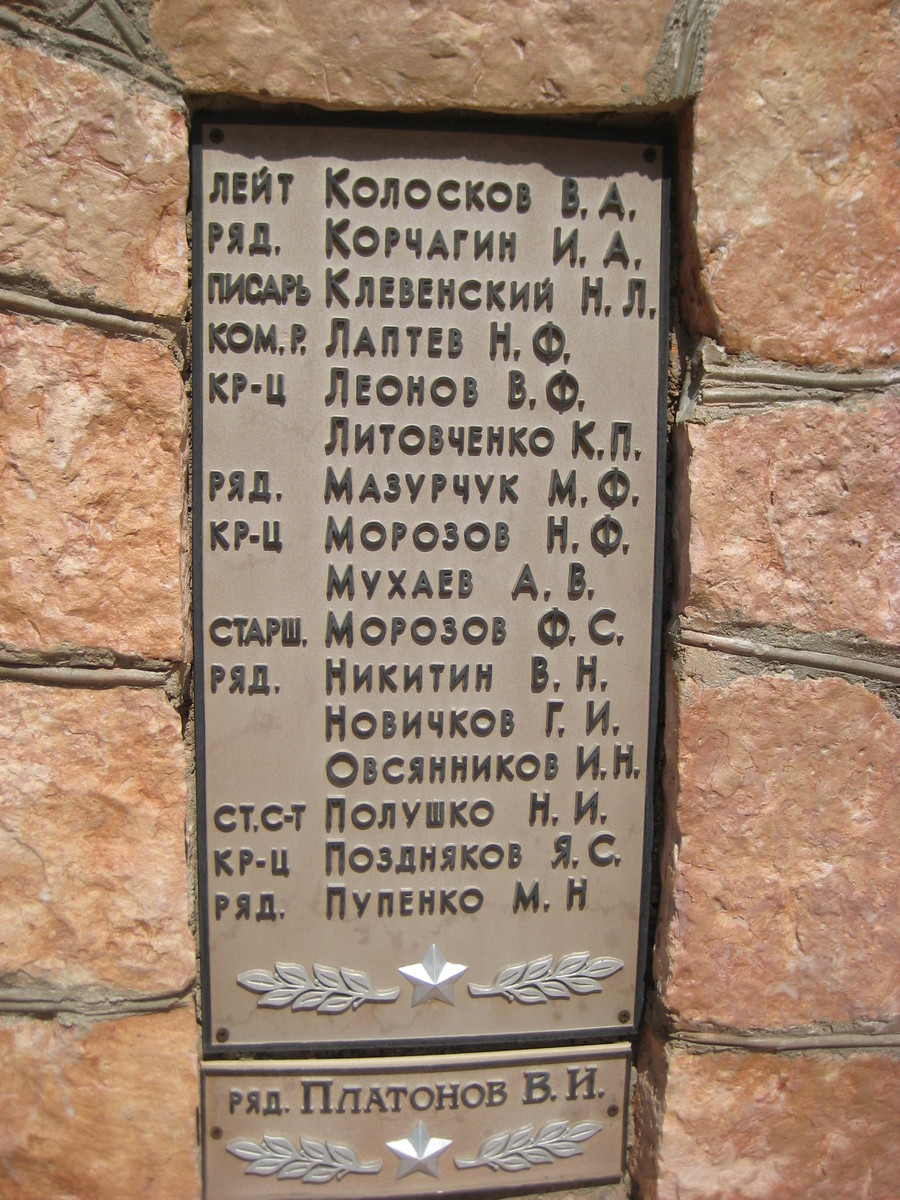 ЛЕЙТ КОЛОСКОВ В. А.
РЯД. КОРЧАГИН И. А.
ПИСАРЬ КЛЕВЕНСКИЙ Н. Л.
КОМ. Р. ЛАПТЕВ Н. Ф.
КР-Ц ЛЕОНОВ В. Ф.
ЛИТОВЧЕНКО К. П.
РЯД. МАЗУРЧУК М. Ф.
КР-Ц МОРОЗОВ Н. Ф.
МУХАЕВ А. В.
СТАРШ. МОРОЗОВ Ф. С.
РЯД. НИКИТИН В. Н.
НОВИЧКОВ Г. И.
ОВСЯННИКОВ И. Н.
СТ. С-Т ПОЛУШКО Н. И.
КР-Ц ПОЗДНЯКОВ Я. С.
РЯД. ПУПЕНКО М. Н
РЯД. ПЛАТОНОВ В. И.